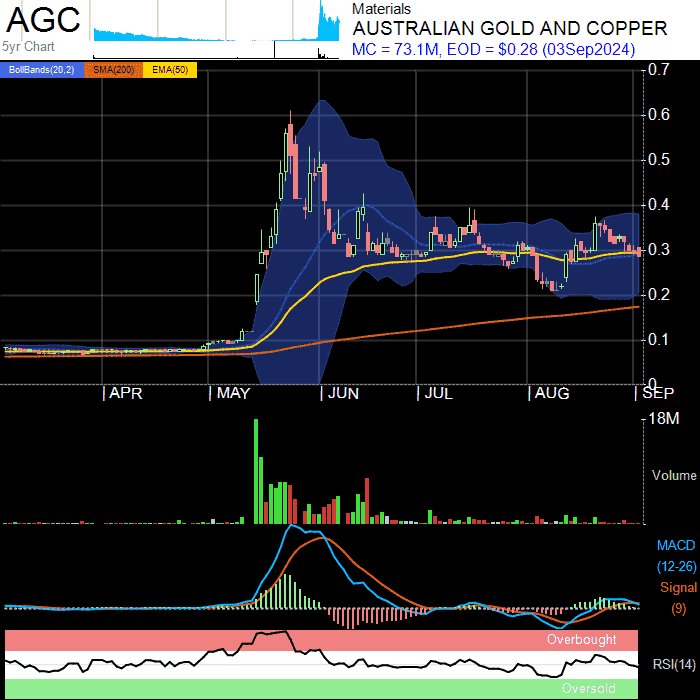 AGC
5yr Chart
Materials
AUSTRALIAN GOLD AND COPPER
MC = 73.1M, EOD = $0.28 (03Sep2024)
BollBands(20,2) SMA(200) EMA(50)
0.7
0.6
0.5
0.4
0.3
0.2
0.1
0
APR MAY JUN JUL AUG SEP
18M
Volume
MACD
(12-26)
Signal
(9)
Overbought
RSI(14)
Oversold